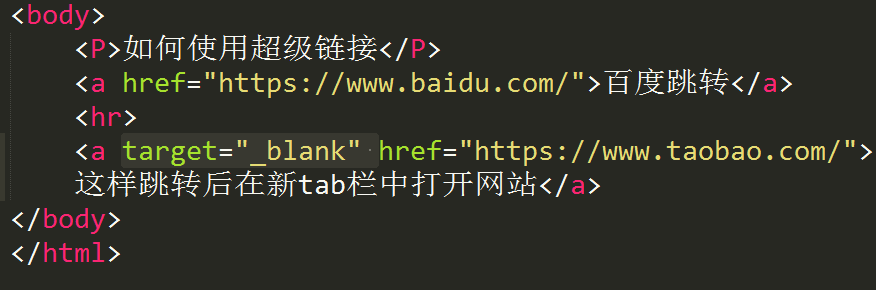 <body>
<P>如何使用超级链接</P>
<a href="https://www.baidu.com/">百度跳转</a>
<hr>
<a target="_blank" href="https://www.taobao.com/">
这样跳转后在新tab栏中打开网站</a>
</body>
</html>